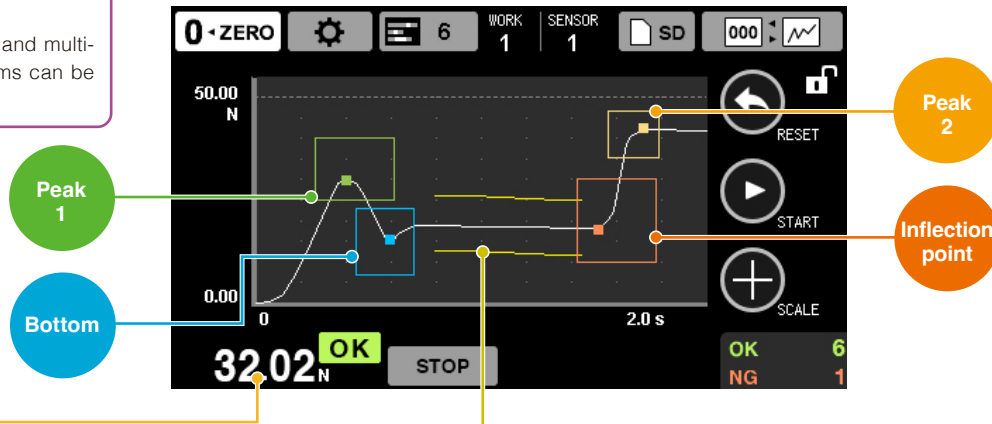 and multi-
ms can be
0 ZERO
6
WORK
1
SENSOR
1
SD
000
50.00
N
0.00
0
2.0 s
RESET
START
SCALE
32.02 N
OK
STOP
OK 6
NG 1
Peak
1
Bottom
Peak
2
Inflection
point